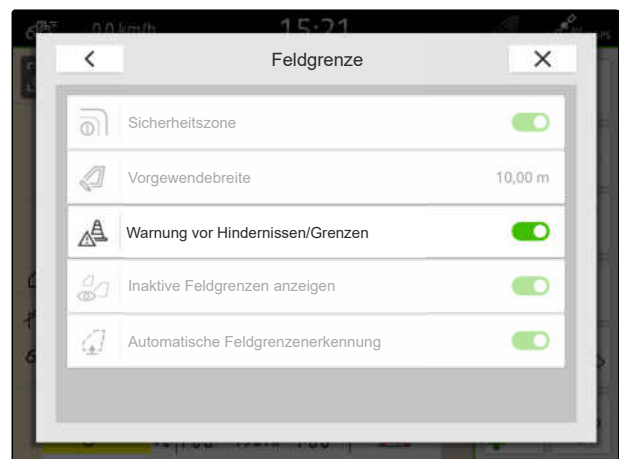 0.0 km/h 15:21
Feldgrenze
Sicherheitszone
Vorgewendebreite 10,00 m
Warnung vor Hindernissen/Grenzen
Inaktive Feldgrenzen anzeigen
Automatische Feldgrenzenerkennung